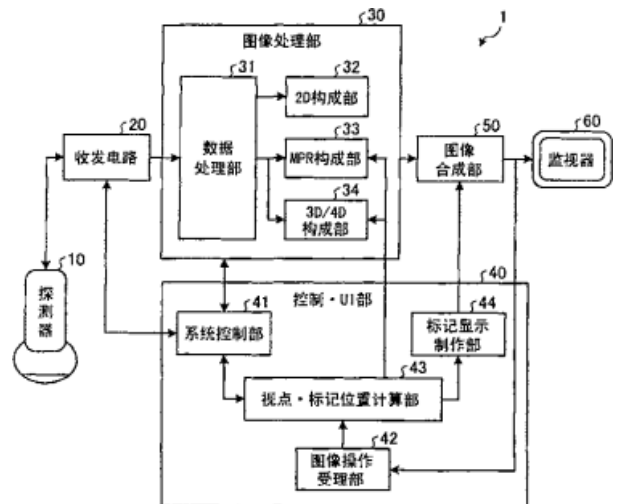 30
1
图像处理部
31
32
2D构成部
20
33
50
60
收发电路
数据
处理部
MPR构成部
图像
合成部
监视器
34
3D/4D
构成部
10
40
探
测
器
控制·UI部
41
44
系统控制部
标记显示
制作部
43
视点·标记位置计算部
42
图像操作
受理部